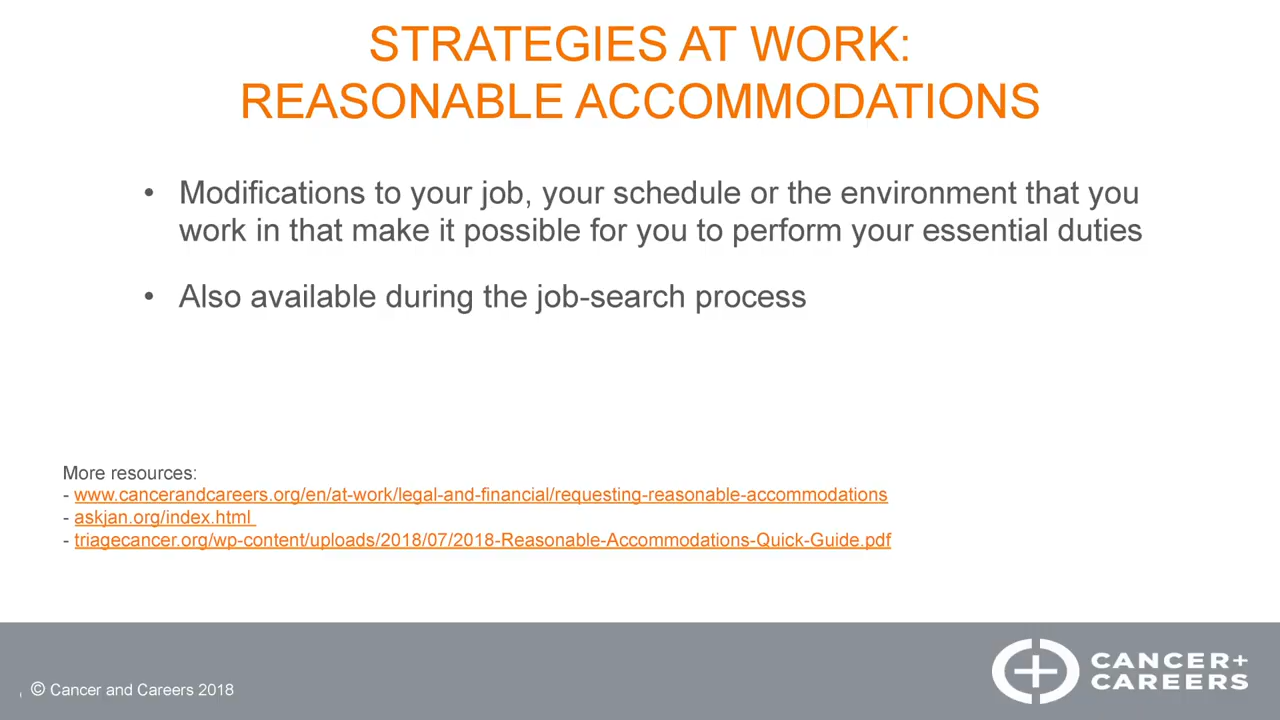 STRATEGIES AT WORK:
REASONABLE ACCOMMODATIONS
• Modifications to your job, your schedule or the environment that you
work in that make it possible for you to perform your essential duties
• Also available during the job-search process
More resources:
- www.cancerandcareers.org/en/at-work/legal-and-financial/requesting-reasonable-accommodations
- askjan.org/index.html
- triagecancer.org/wp-content/uploads/2018/07/2018-Reasonable-Accommodations-Quick-Guide.pdf
© Cancer and Careers 2018
CANCER+
CAREERS